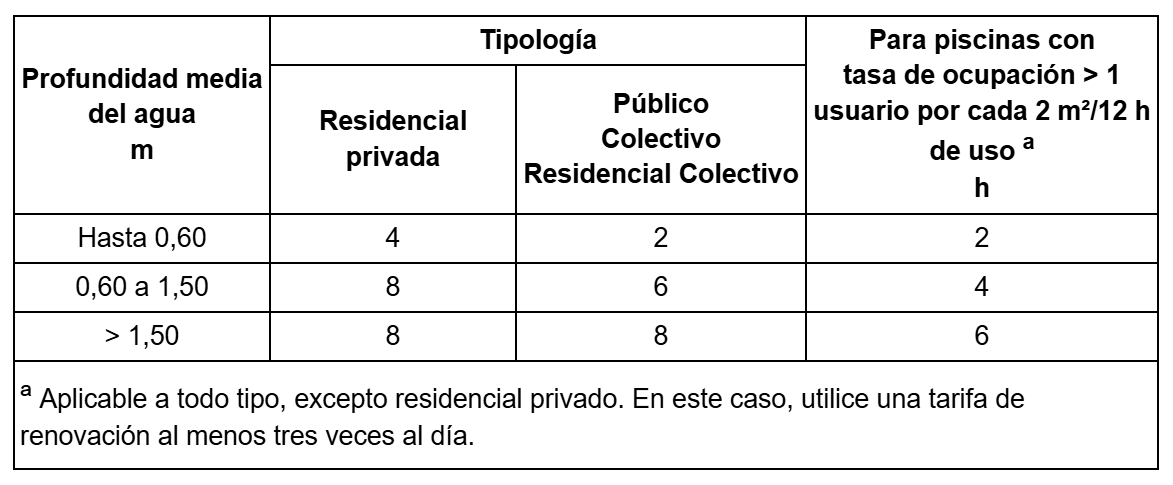 Profundidad media
del agua
m
Tipología
Residencial
privada
Público
Colectivo
Residencial Colectivo
Para piscinas con
tasa de ocupación > 1
usuario por cada 2 m²/12 h
de uso ª
h
Hasta 0,60 4 2 2
0,60 a 1,50 8 6 4
> 1,50 8 8 6
ª Aplicable a todo tipo, excepto residencial privado. En este caso, utilice una tarifa de
renovación al menos tres veces al día.